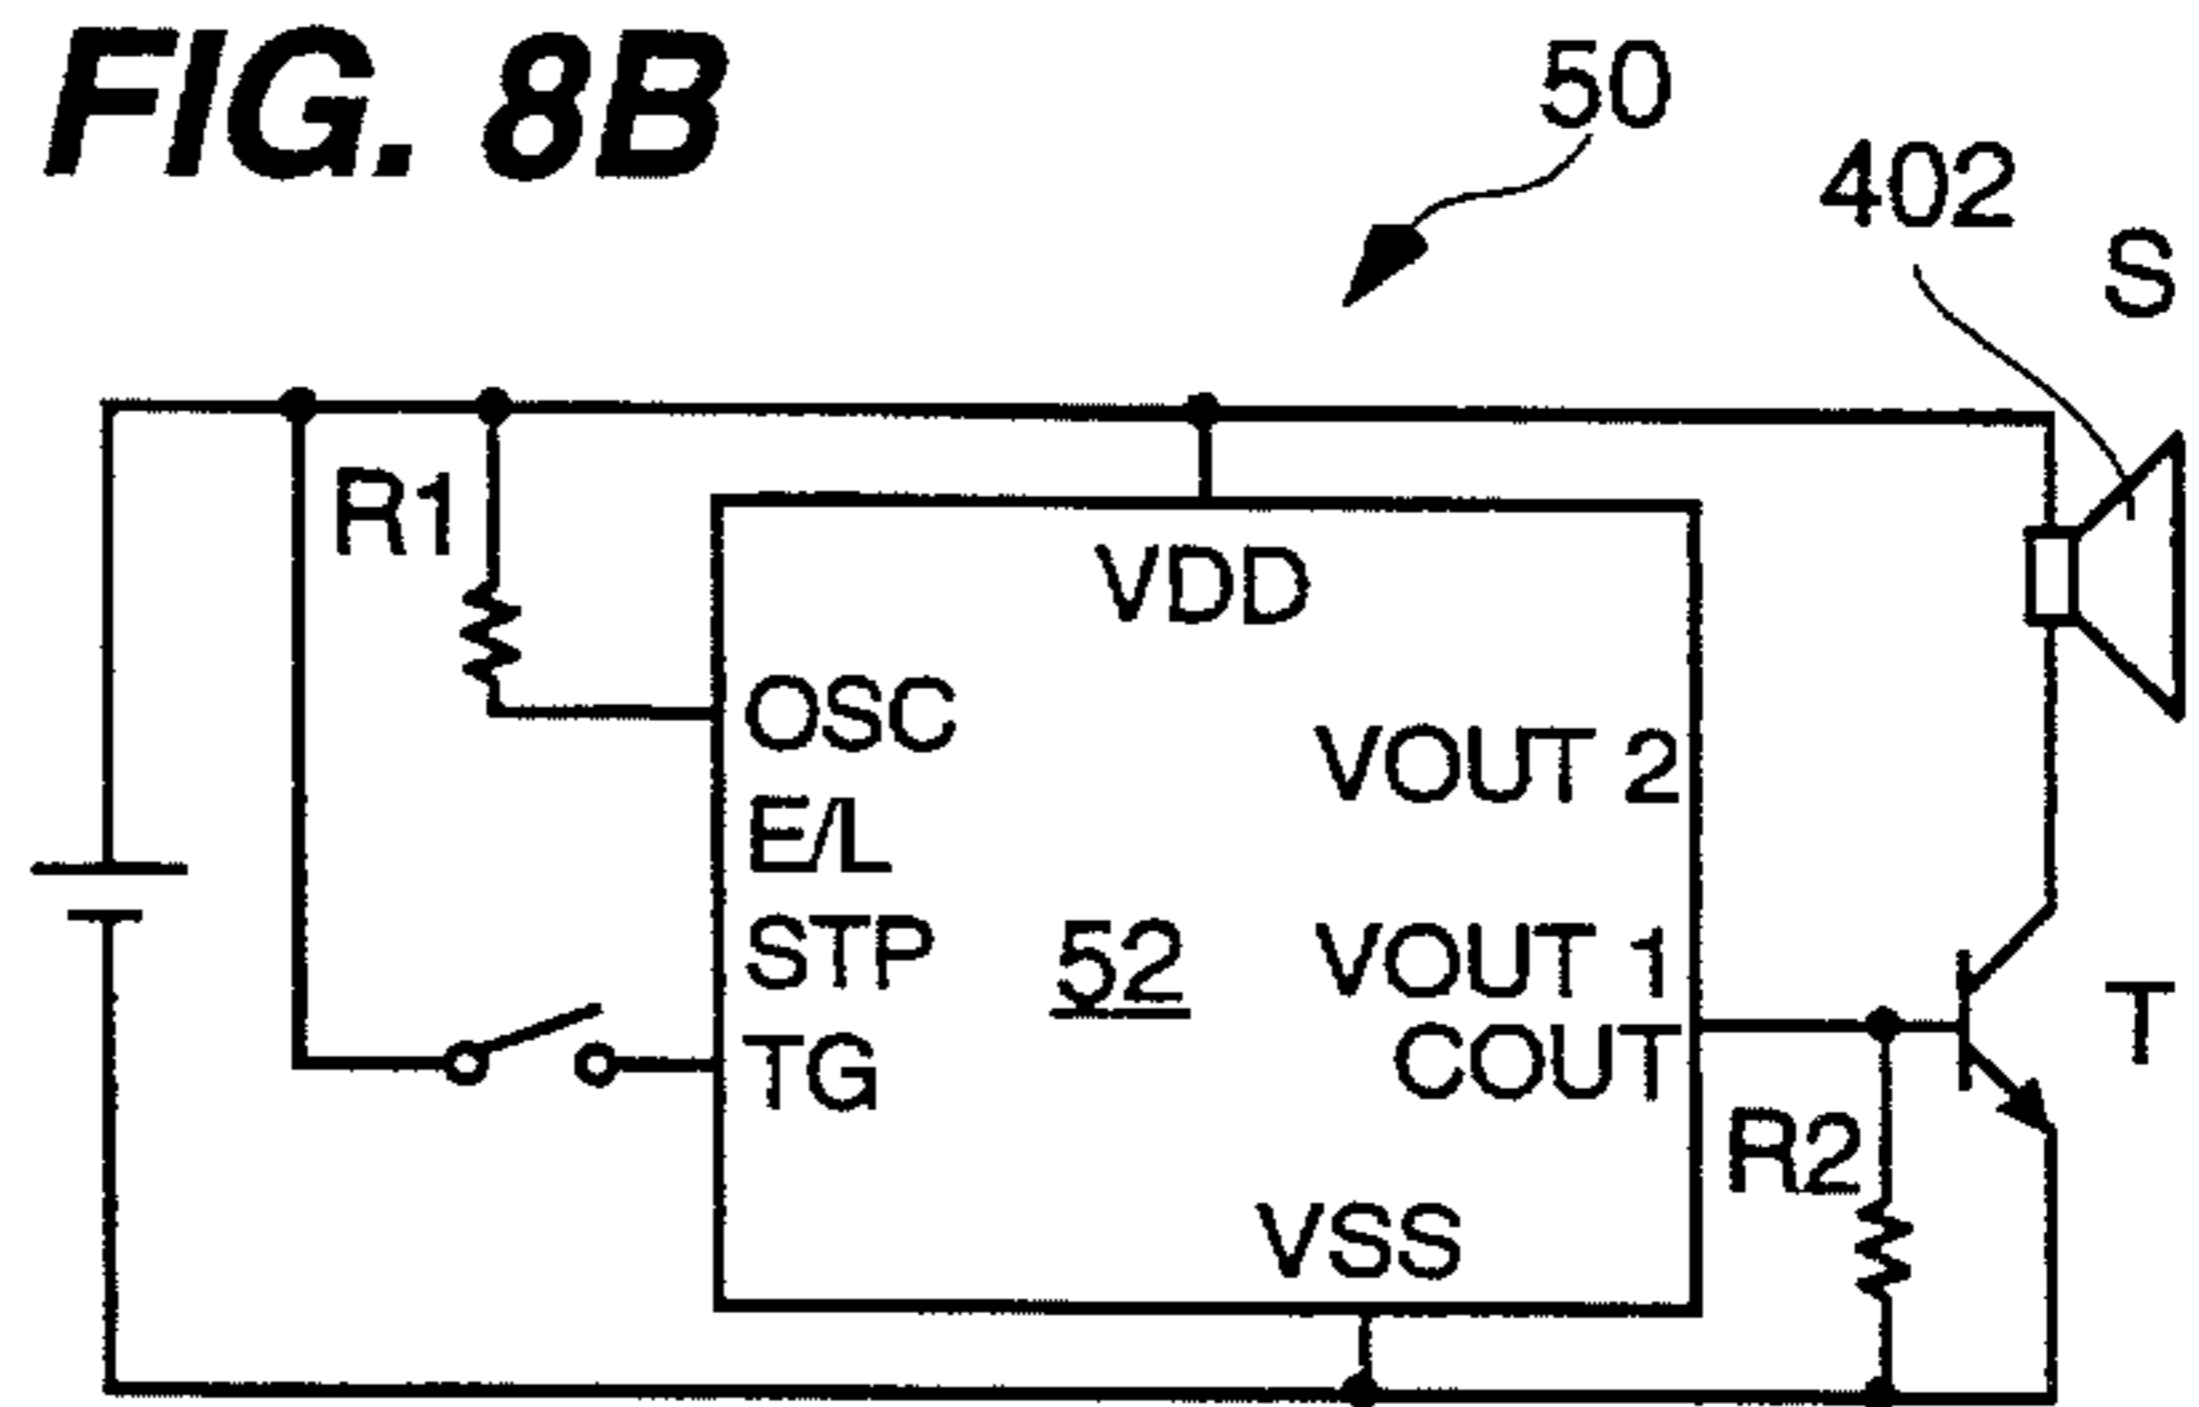 FIG. 8B
50
402
S
R1
VDD
OSC
VOUT 2
E/L
STP
52
VOUT 1
T
TG
COUT
R2
VSS